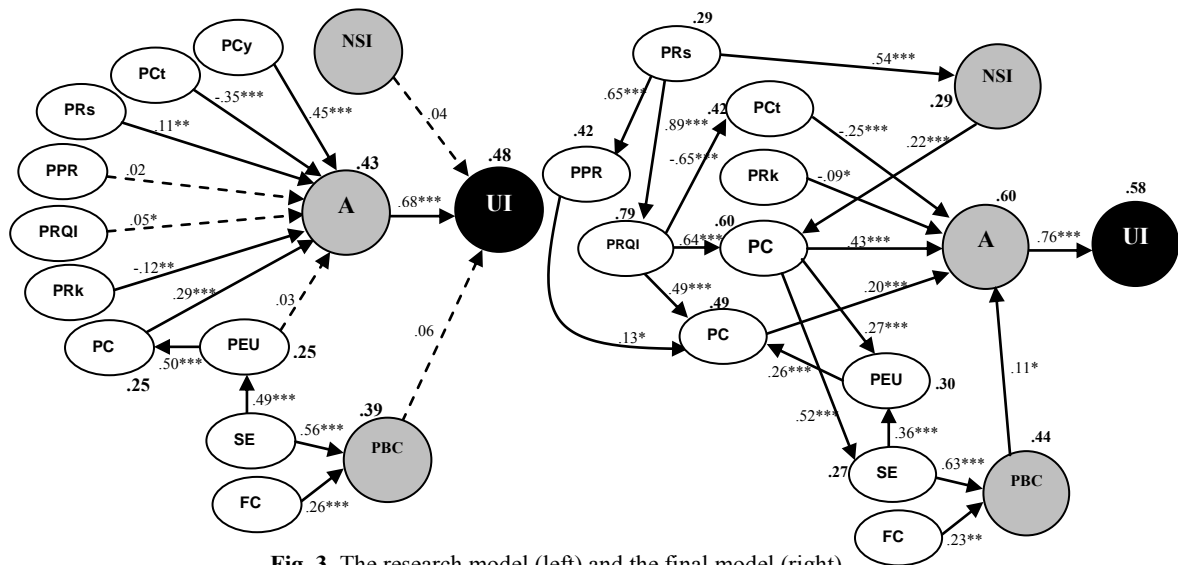 PCy
NSI
PCt
PRs
PPR
PRQI
PRk
PC
PEU
SE
FC
A
UI
PBC
-.35***
.45***
.11**
.02
.05*
-.12**
.29***
.03
.04
.43
.48
.68***
.06
.50***
.25
.25
.49***
.56***
.26***
.39
.29
PRs
.54***
NSI
.29
.65***
.89***
.42
PCt
-.65***
.42
PPR
-.25***
.22***
PRk
-.09*
.79
PRQI
.64***
.60
PC
.43***
.60
A
.76***
.58
UI
.49***
.49
PC
.20***
.13*
.27***
.26***
PEU
.30
.52***
.36***
.11*
.27
SE
.63***
.44
PBC
FC
.23**
Fig. 3. The research model (left) and the final model (right)